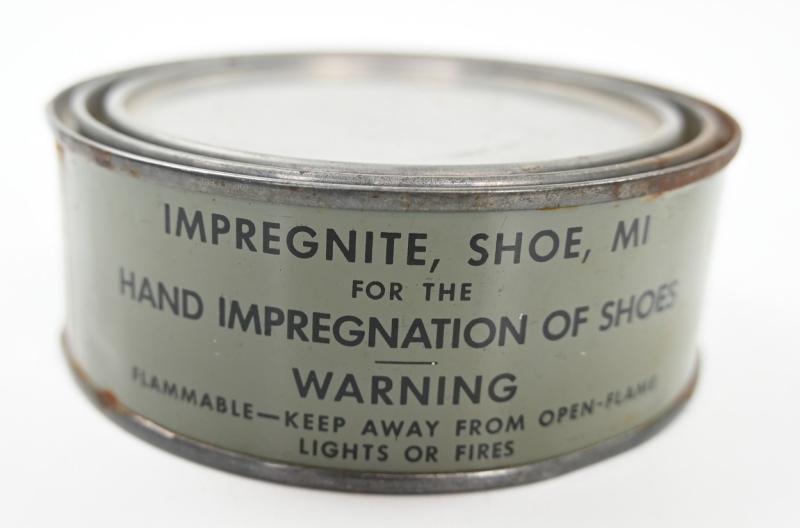 IMPREGNITE, SHOE, MI
FOR THE
HAND IMPREGNATION OF SHOES
WARNING
FLAMMABLE—KEEP AWAY FROM OPEN-FLAME
LIGHTS OR FIRES